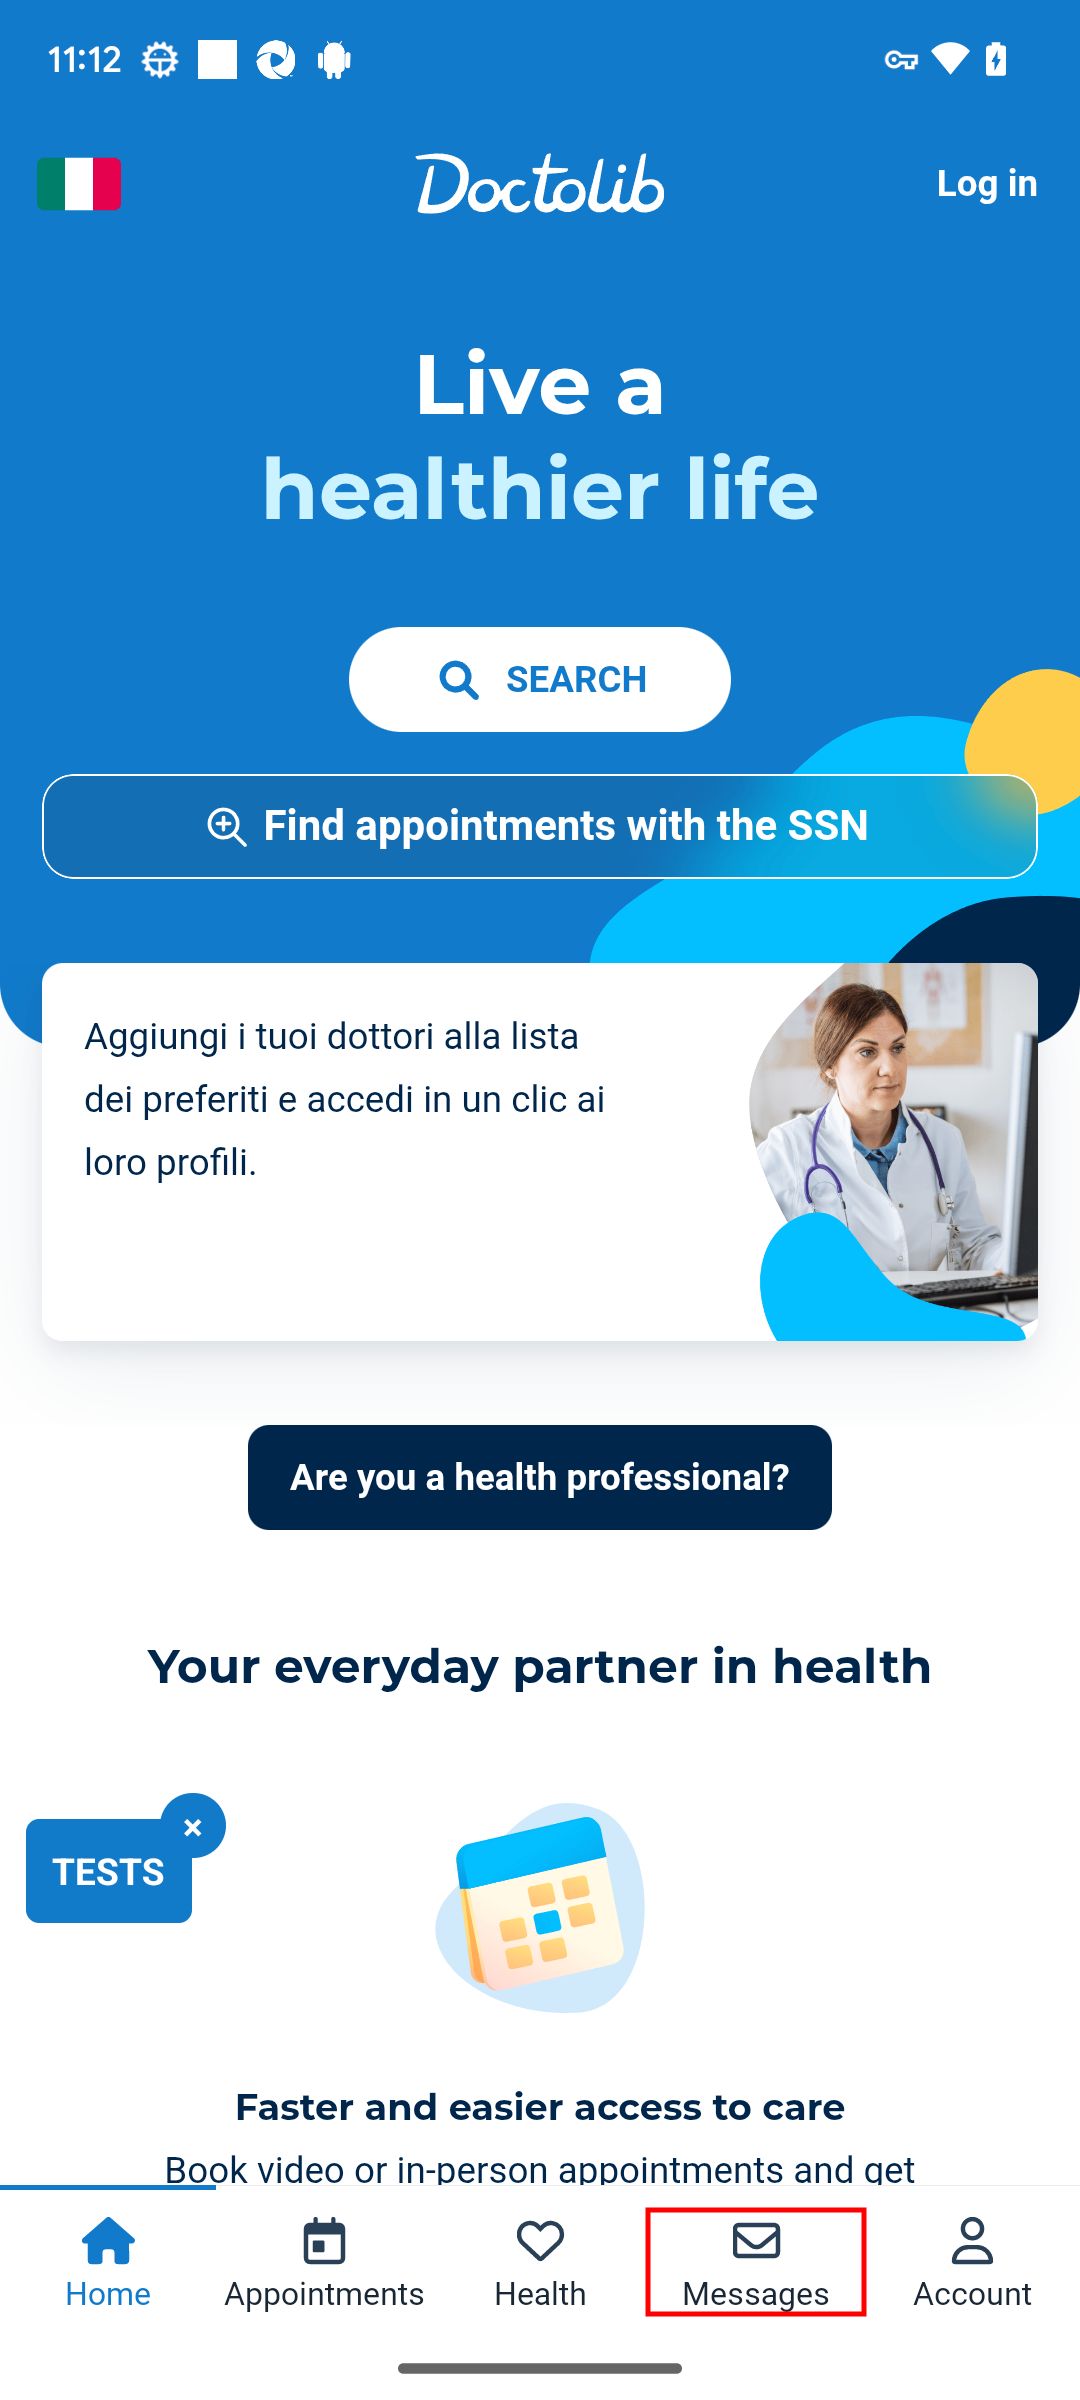 11:12
Doctolib
Log in
Live a
healthier life
SEARCH
Find appointments with the SSN
Aggiungi i tuoi dottori alla lista
dei preferiti e accedi in un clic ai
loro profili.
Are you a health professional?
Your everyday partner in health
×
TESTS
Faster and easier access to care
Book video or in-person appointments and get
Home
Appointments
Health
Messages
Account